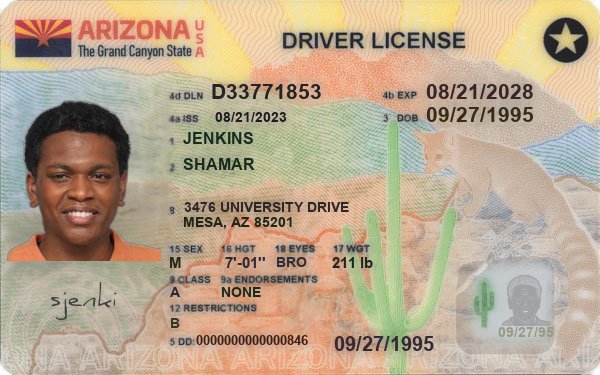 ARIZONA USA
The Grand Canyon State
DRIVER LICENSE
4d DLN D33771853 4b EXP 08/21/2028
4a ISS 08/21/2023 3 DOB 09/27/1995
1 JENKINS
2 SHAMAR
8 3476 UNIVERSITY DRIVE
MESA, AZ 85201
15 SEX 16 HGT 18 EYES 17 WGT
M 7'-01" BRO 211 lb
9 CLASS 9a ENDORSEMENTS
A NONE
12 RESTRICTIONS
B
sjenki
5 DD: 0000000000000846 09/27/1995
09/27/95
ARIZONA ARIZONA ARIZONA ARIZONA